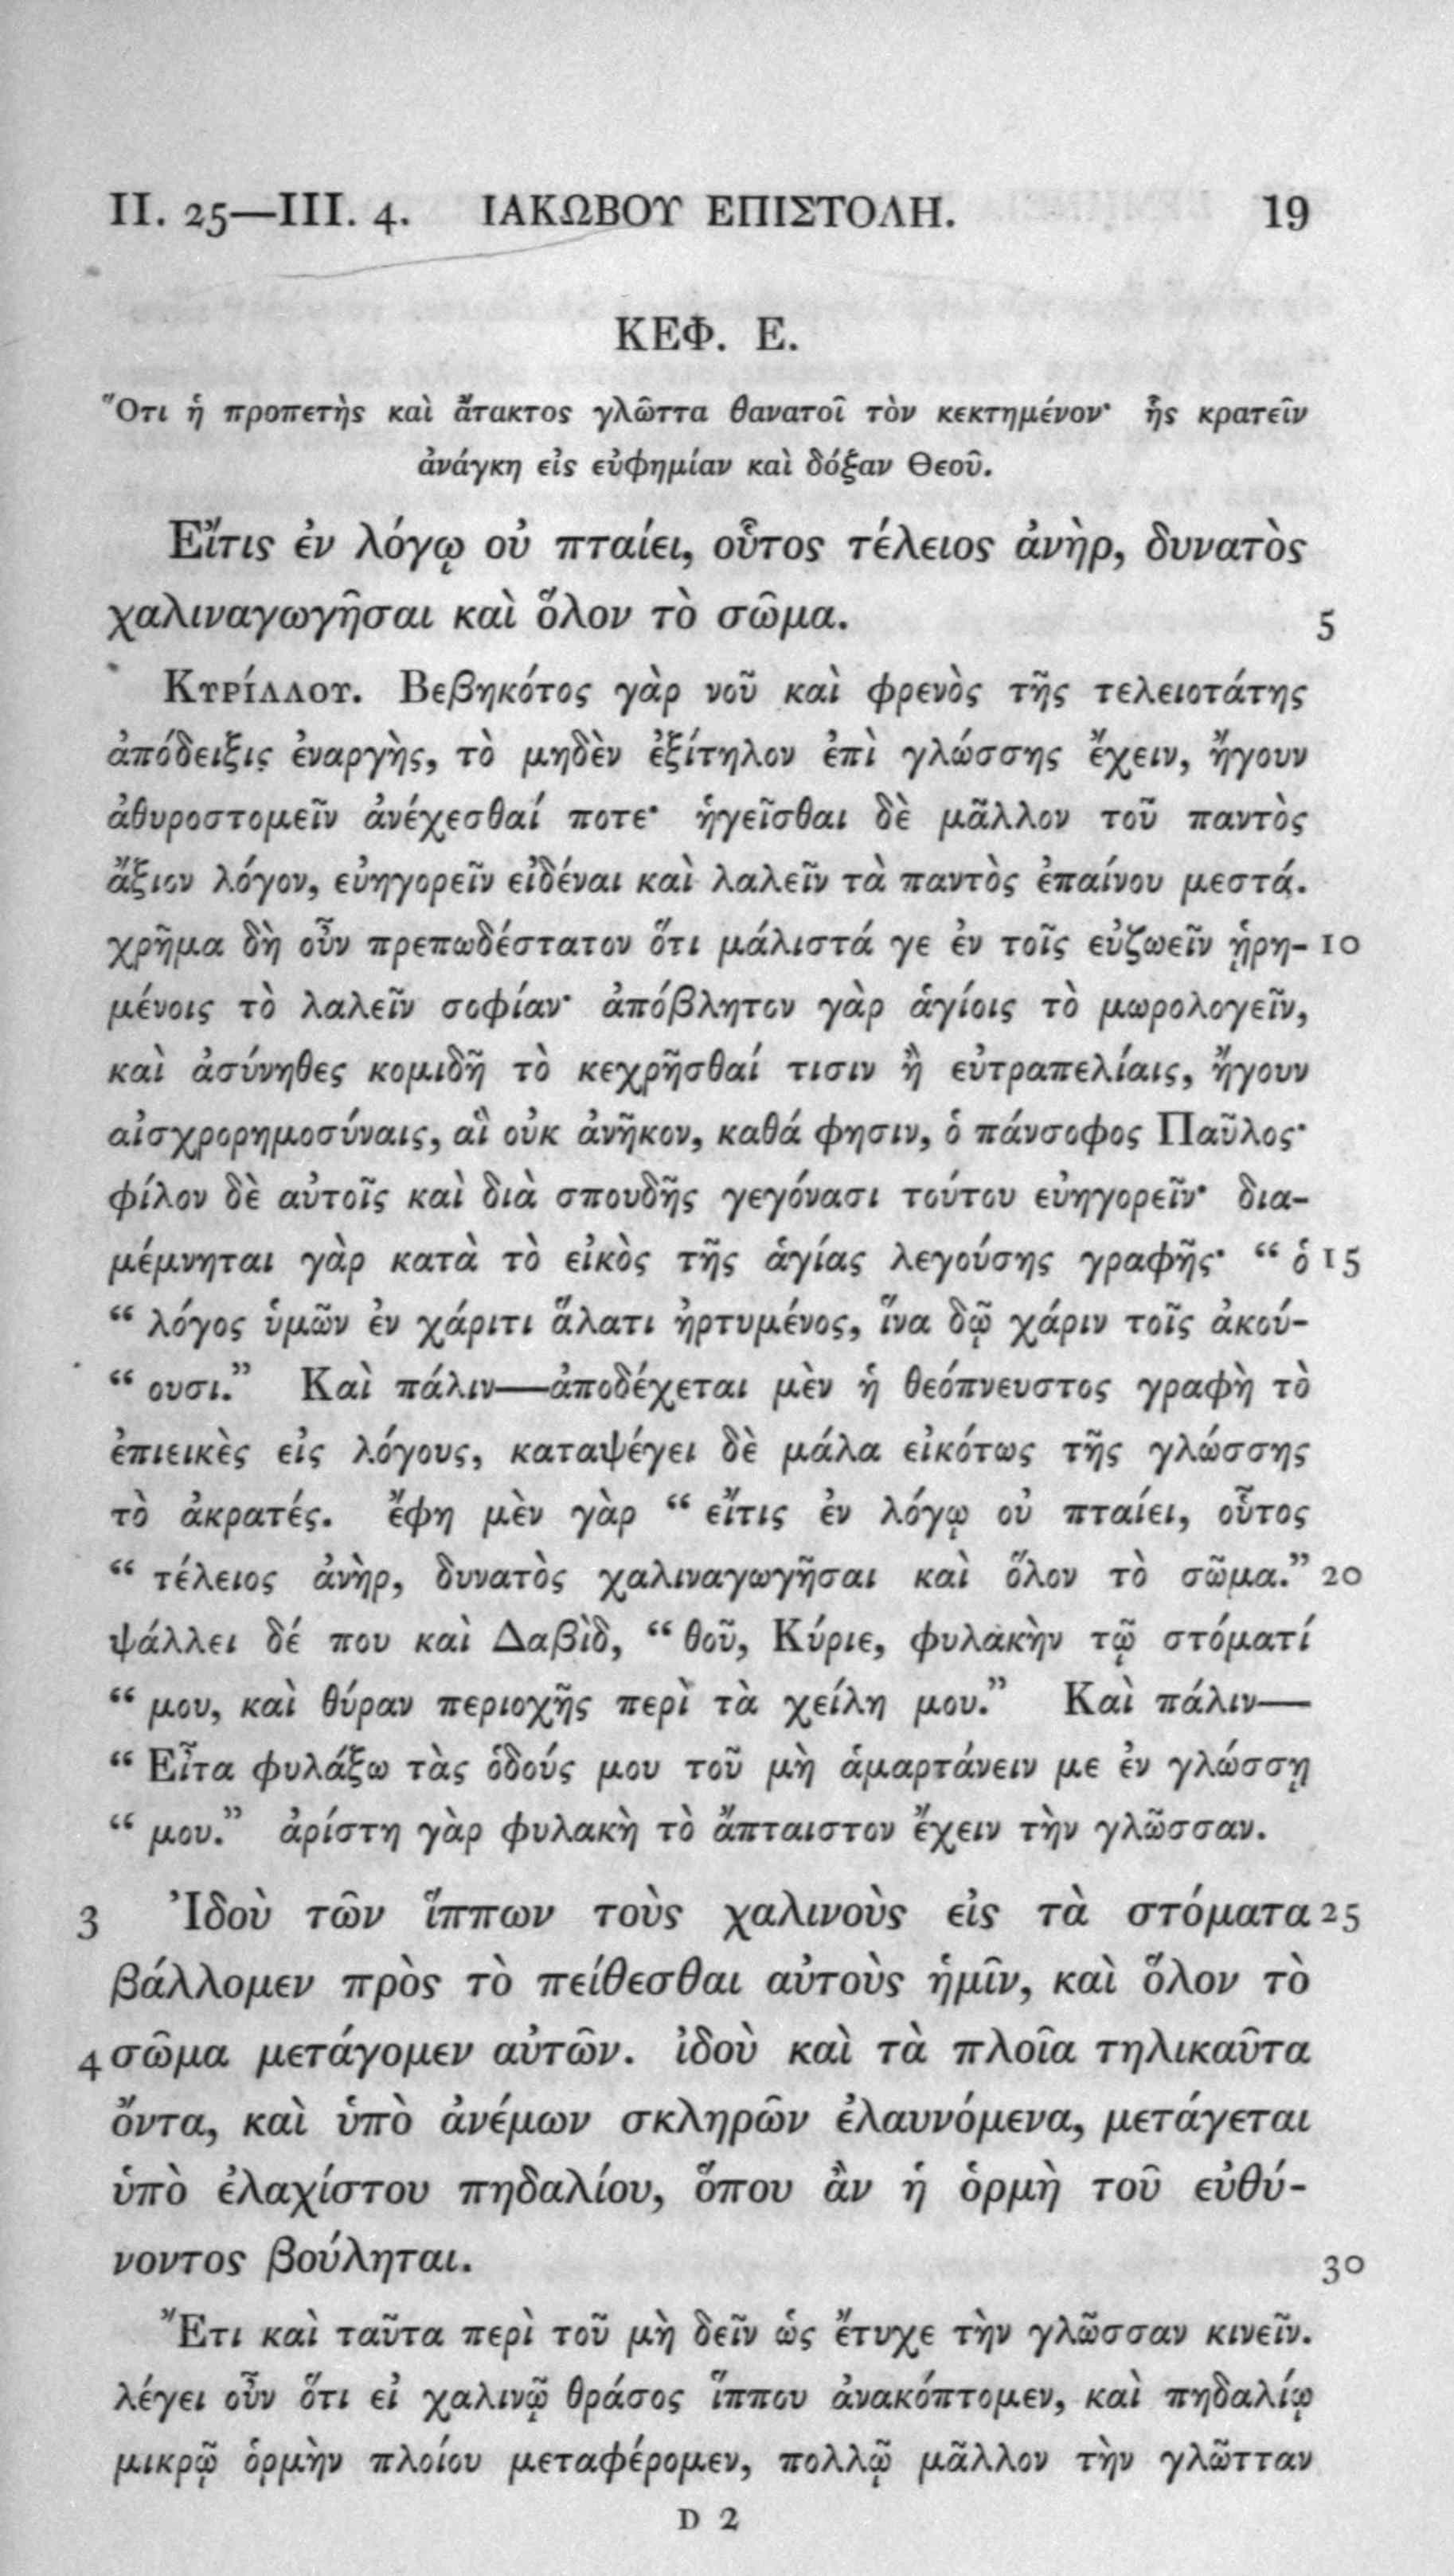 II. 25—III. 4. ΙΑΚΩΒΟΥ ΕΠΙΣΤΟΛΗ. 19
ΚΕΦ. Ε.
Ὅτι ἡ προπετὴς καὶ ἄτακτος γλῶττα θανατοῖ τὸν κεκτημένον· ἧς κρατεῖν
ἀνάγκη εἰς εὐφημίαν καὶ δόξαν Θεοῦ.
Εἴτις ἐν λόγῳ οὐ πταίει, οὗτος τέλειος ἀνὴρ, δυνατὸς
χαλιναγωγῆσαι καὶ ὅλον τὸ σῶμα. 5
Κυρίλλου. Βεβηκότος γὰρ νοῦ καὶ φρενὸς τῆς τελειοτάτης
ἀπόδειξις ἐναργὴς, τὸ μηδὲν ἐξίτηλον ἐπὶ γλώσσης ἔχειν, ἤγουν
ἀθυροστομεῖν ἀνέχεσθαί ποτε· ἡγεῖσθαι δὲ μᾶλλον τοῦ παντὸς
ἄξιον λόγον, εὐηγορεῖν εἰδέναι καὶ λαλεῖν τὰ παντὸς ἐπαίνου μεστά.
χρῆμα δὴ οὖν πρεπωδέστατον ὅτι μάλιστά γε ἐν τοῖς εὐζωεῖν ᾑρη- 10
μένοις τὸ λαλεῖν σοφίαν· ἀπόβλητον γὰρ ἁγίοις τὸ μωρολογεῖν,
καὶ ἀσύνηθες κομιδῆ τὸ κεχρῆσθαί τισιν ἢ εὐτραπελίαις, ἤγουν
αἰσχρορημοσύναις, αἳ οὐκ ἀνῆκον, καθά φησιν, ὁ πάνσοφος Παῦλος·
φίλον δὲ αὐτοῖς καὶ διὰ σπουδῆς γεγόνασι τούτου εὐηγορεῖν· δια-
μέμνηται γὰρ κατὰ τὸ εἰκὸς τῆς ἁγίας λεγούσης γραφῆς· “ ὁ 15
“ λόγος ὑμῶν ἐν χάριτι ἅλατι ἠρτυμένος, ἵνα δῷ χάριν τοῖς ἀκού-
“ ουσι.” Καὶ πάλιν—ἀποδέχεται μὲν ἡ θεόπνευστος γραφὴ τὸ
ἐπιεικὲς εἰς λόγους, καταψέγει δὲ μάλα εἰκότως τῆς γλώσσης
τὸ ἀκρατές. ἔφη μὲν γὰρ “ εἴτις ἐν λόγῳ οὐ πταίει, οὗτος
“ τέλειος ἀνὴρ, δυνατὸς χαλιναγωγῆσαι καὶ ὅλον τὸ σῶμα.” 20
ψάλλει δέ που καὶ Δαβὶδ, “ θοῦ, Κύριε, φυλακὴν τῷ στόματί
“ μου, καὶ θύραν περιοχῆς περὶ τὰ χείλη μου.” Καὶ πάλιν—
“ Εἶτα φυλάξω τὰς ὁδούς μου τοῦ μὴ ἁμαρτάνειν με ἐν γλώσσῃ
“ μου.” ἀρίστη γὰρ φυλακὴ τὸ ἄπταιστον ἔχειν τὴν γλῶσσαν.
3 Ἰδοὺ τῶν ἵππων τοὺς χαλινοὺς εἰς τὰ στόματα 25
βάλλομεν πρὸς τὸ πείθεσθαι αὐτοὺς ἡμῖν, καὶ ὅλον τὸ
4 σῶμα μετάγομεν αὐτῶν. ἰδοὺ καὶ τὰ πλοῖα τηλικαῦτα
ὄντα, καὶ ὑπὸ ἀνέμων σκληρῶν ἐλαυνόμενα, μετάγεται
ὑπὸ ἐλαχίστου πηδαλίου, ὅπου ἂν ἡ ὁρμὴ τοῦ εὐθύ-
νοντος βούληται. 30
Ἔτι καὶ ταῦτα περὶ τοῦ μὴ δεῖν ὡς ἔτυχε τὴν γλῶσσαν κινεῖν.
λέγει οὖν ὅτι εἰ χαλινῷ θράσος ἵππου ἀνακόπτομεν, καὶ πηδαλίῳ
μικρῷ ὁρμὴν πλοίου μεταφέρομεν, πολλῷ μᾶλλον τὴν γλῶτταν
D 2